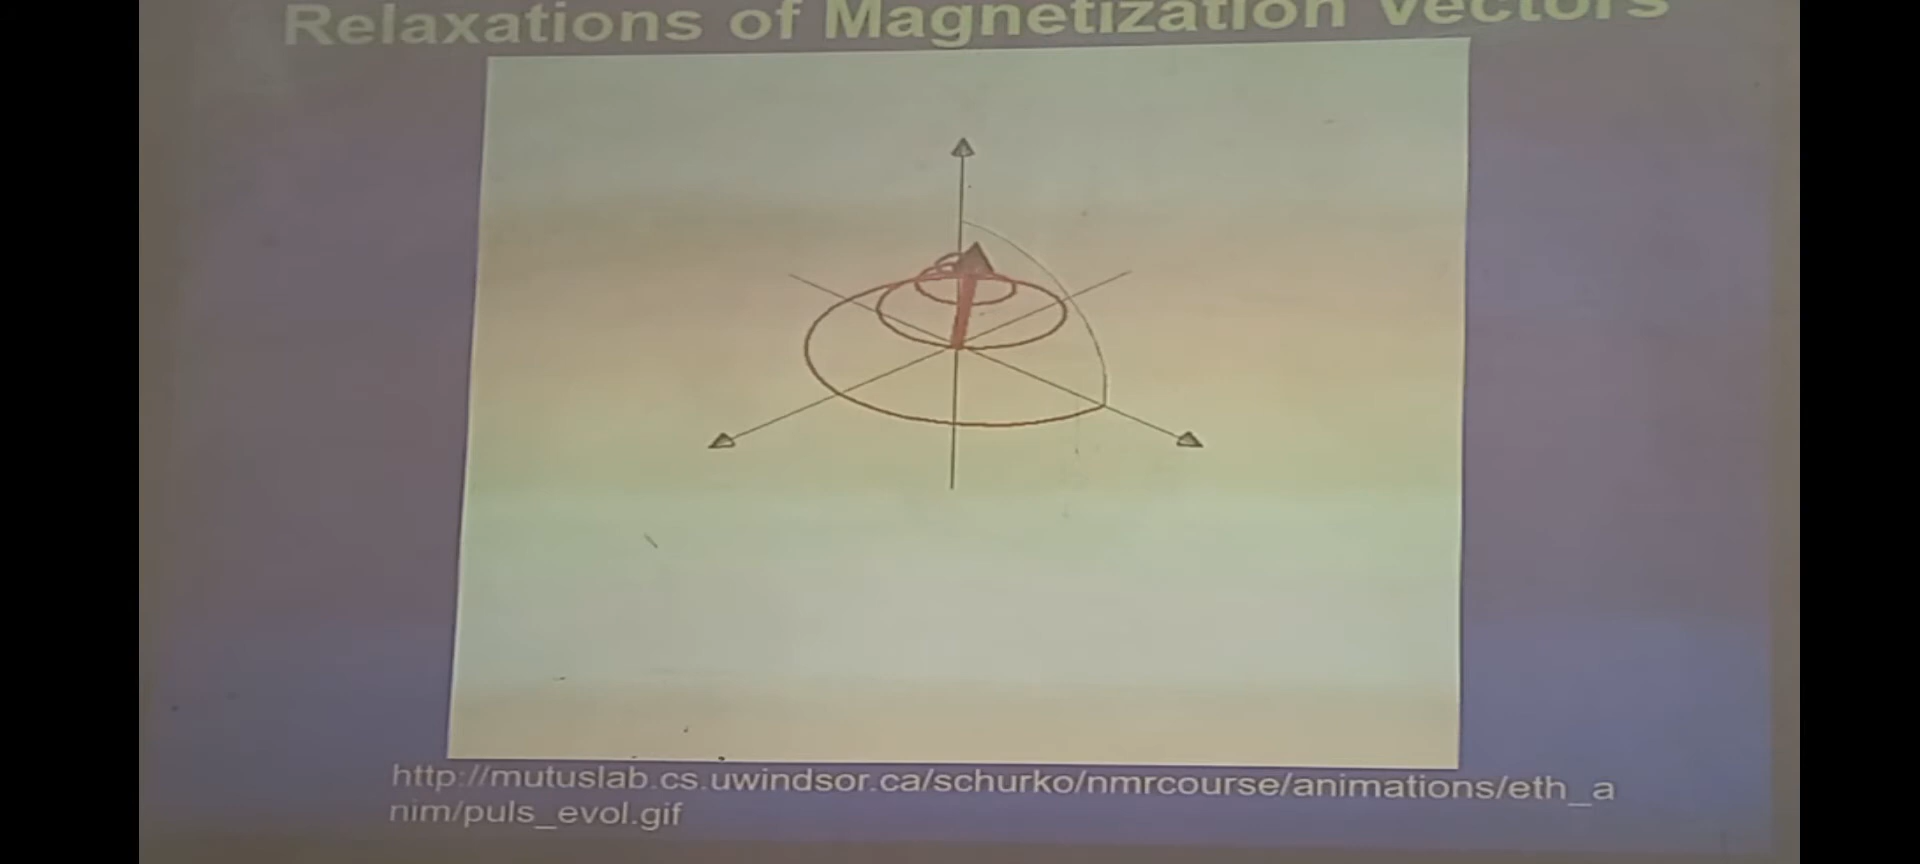 Relaxations of Magnetization Vectors
http://mutuslab.cs.uwindsor.ca/schurko/nmrcourse/animations/eth_a
nim/puls_evol.gif